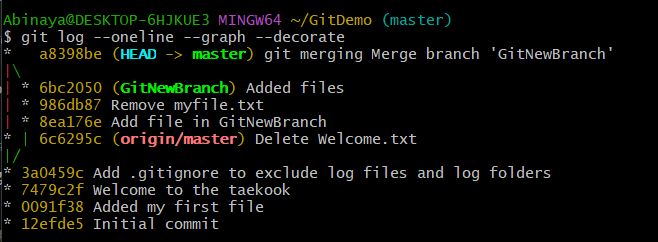 Abinaya@DESKTOP-6HJKUE3 MINGW64 ~/GitDemo (master)
$ git log --oneline --graph --decorate
*   a8398be (HEAD -> master) git merging Merge branch 'GitNewBranch'
|\
| * 6bc2050 (GitNewBranch) Added files
| * 986db87 Remove myfile.txt
| * 8ea176e Add file in GitNewBranch
* | 6c6295c (origin/master) Delete Welcome.txt
|/
* 3a0459c Add .gitignore to exclude log files and log folders
* 7479c2f Welcome to the taekook
* 0091f38 Added my first file
* 12efde5 Initial commit